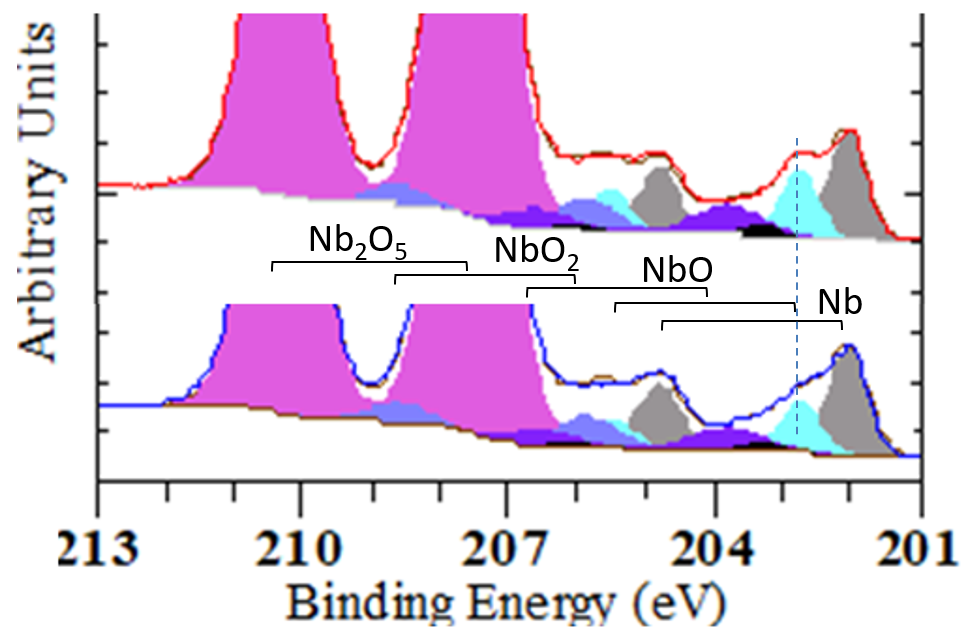 Arbitrary Units
Nb₂O₅
NbO₂
NbO
Nb
213 210 207 204 201
Binding Energy (eV)